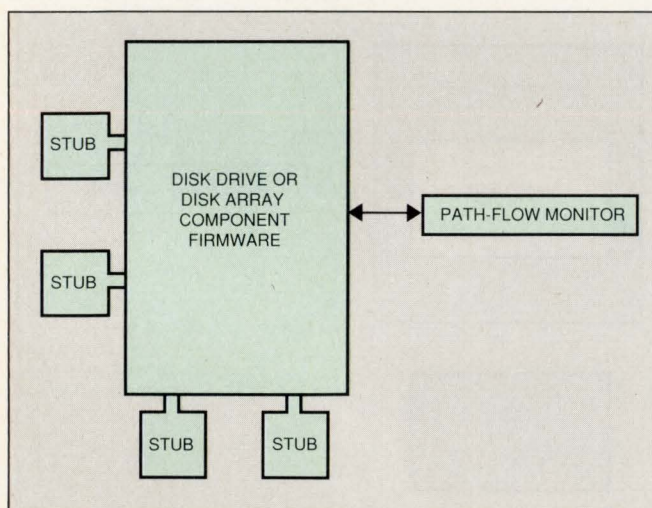 STUB
DISK DRIVE OR
DISK ARRAY
COMPONENT
FIRMWARE
PATH-FLOW MONITOR
STUB
STUB
STUB